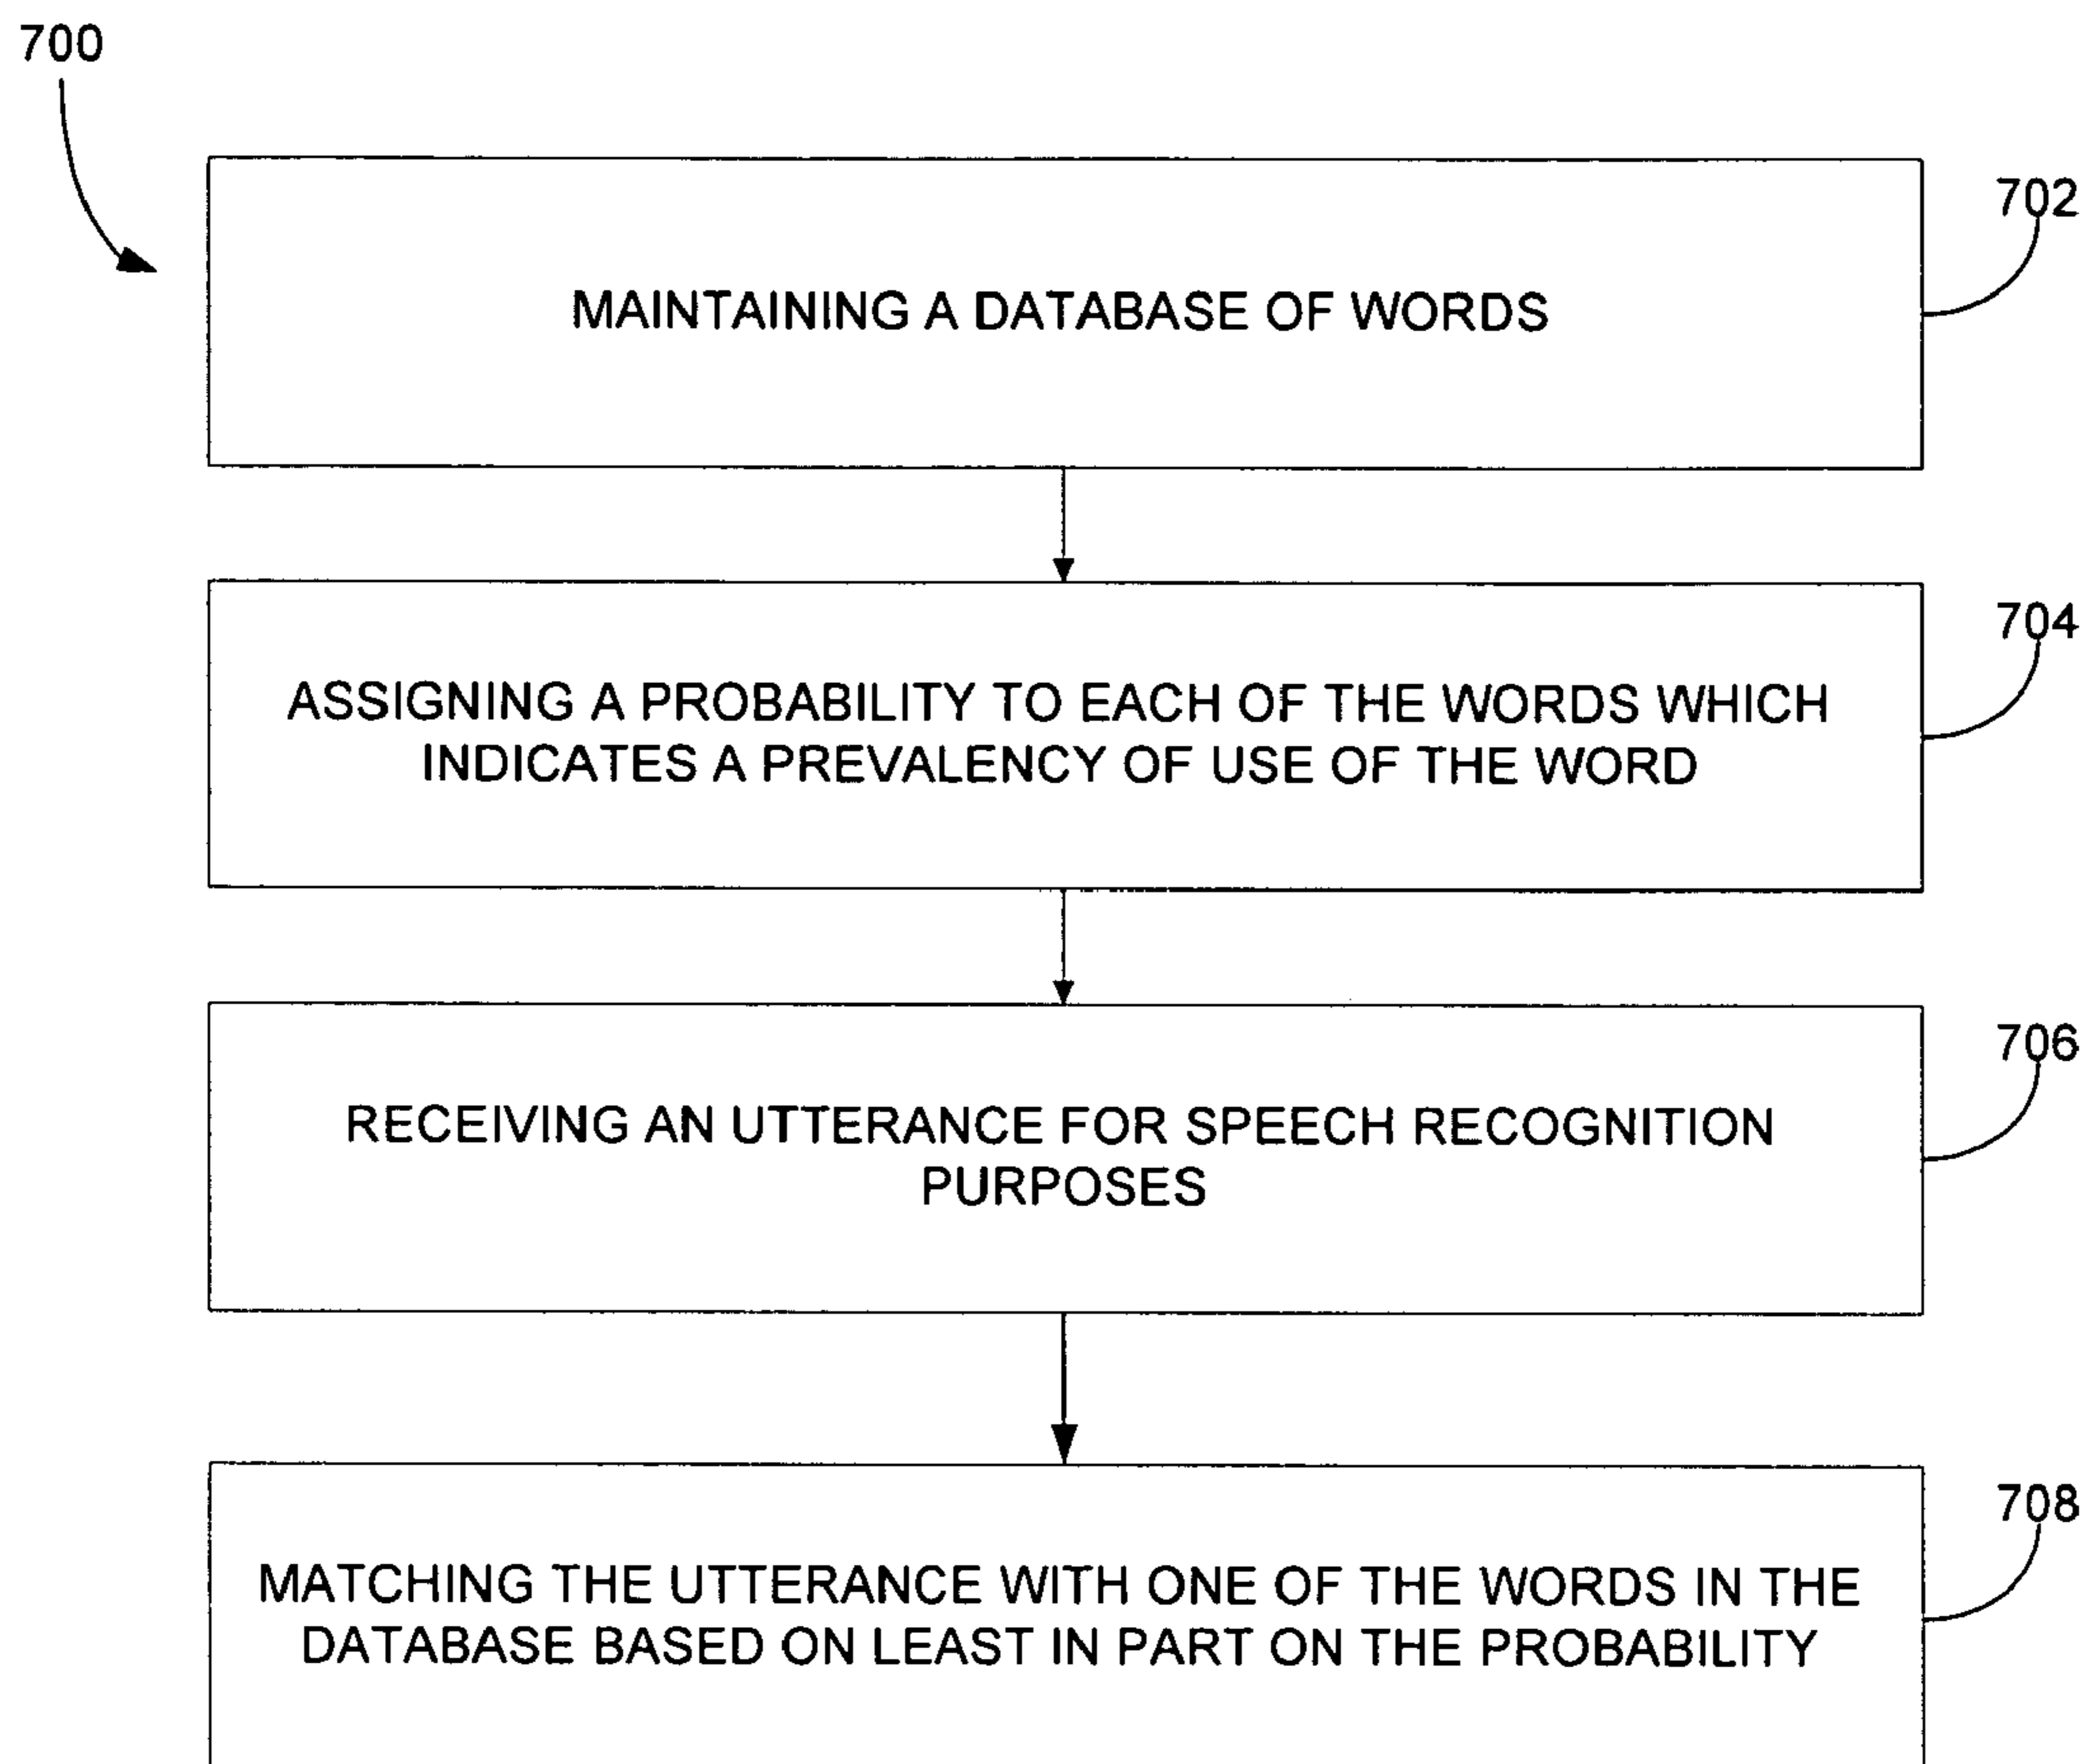 700
702
MAINTAINING A DATABASE OF WORDS
704
ASSIGNING A PROBABILITY TO EACH OF THE WORDS WHICH
INDICATES A PREVALENCY OF USE OF THE WORD
706
RECEIVING AN UTTERANCE FOR SPEECH RECOGNITION
PURPOSES
708
MATCHING THE UTTERANCE WITH ONE OF THE WORDS IN THE
DATABASE BASED ON LEAST IN PART ON THE PROBABILITY